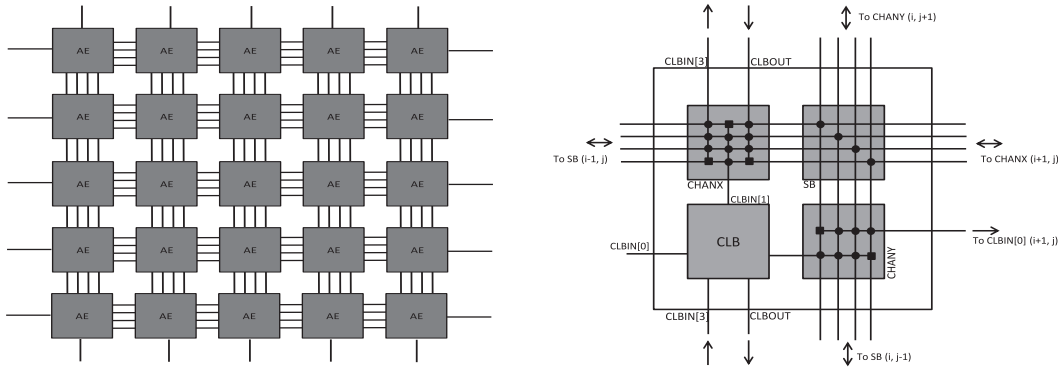 AE AE AE AE AE
AE AE AE AE AE
AE AE AE AE AE
AE AE AE AE AE
AE AE AE AE AE
To CHANY (i, j+1)
CLBIN[3]
CLBOUT
To SB (i-1, j)
To CHANX (i+1, j)
CHANX
SB
CLBIN[1]
CLB
CLBIN[0]
To CLBIN[0] (i+1, j)
CHANY
CLBIN[3]
CLBOUT
To SB (i, j-1)